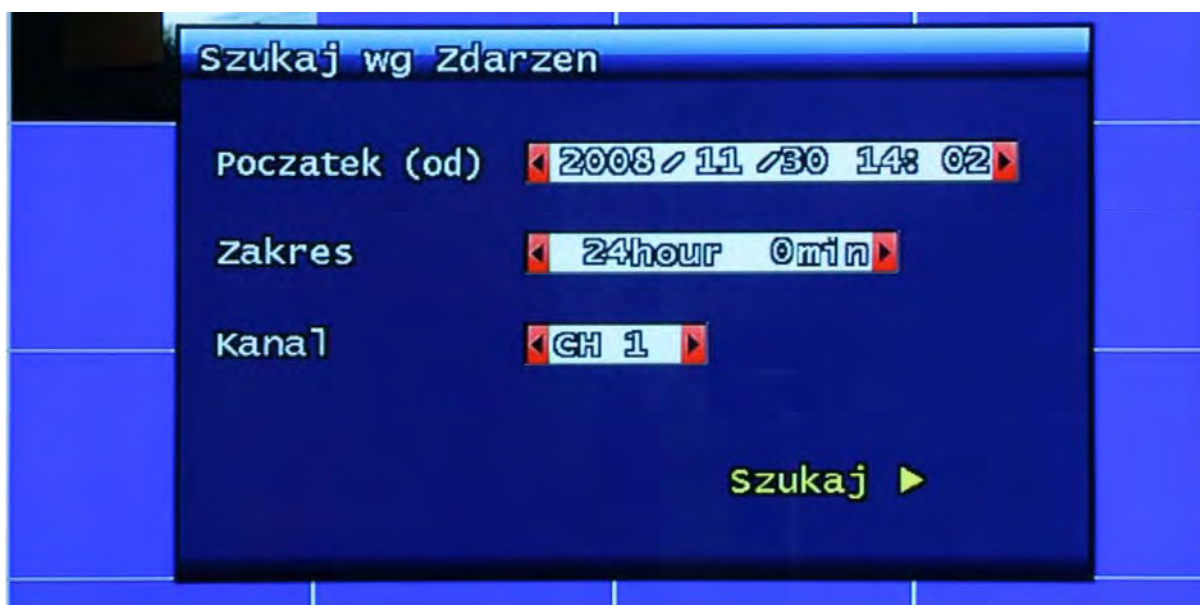 Szukaj wg Zdarzen
Poczatek (od) 2008/11/30 14:02
Zakres 24hour 0min
Kanal CH 1
Szukaj